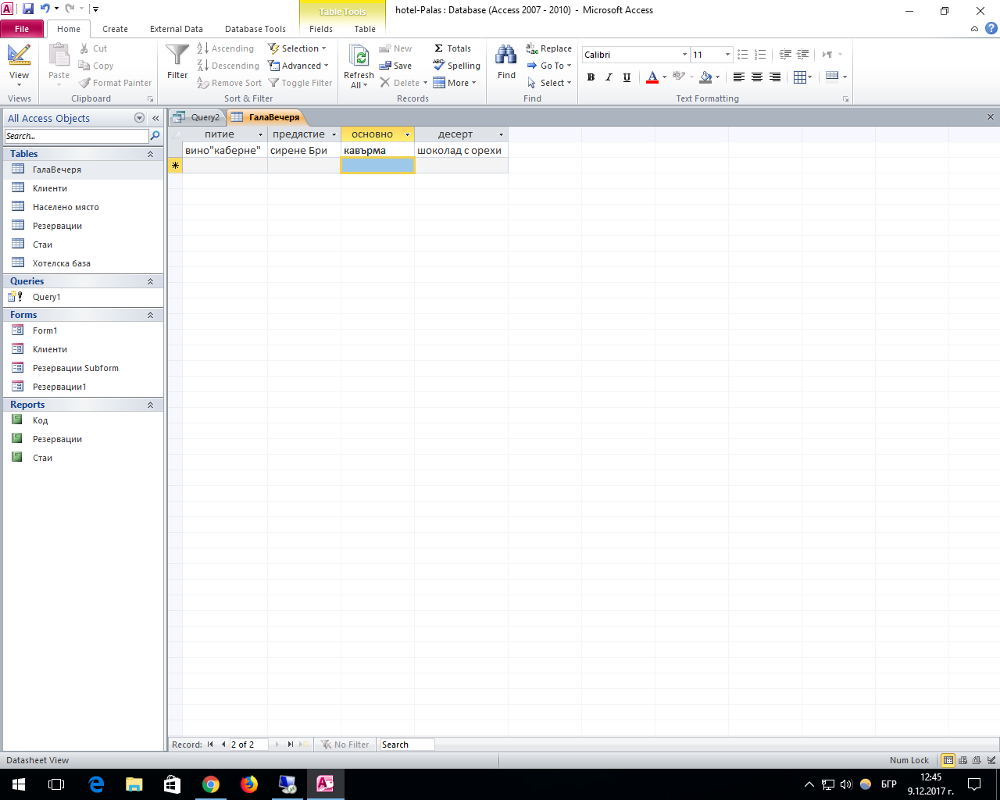 Table Tools
hotel-Palas : Database (Access 2007 - 2010) - Microsoft Access
File Home Create External Data Database Tools Fields Table
View
Views
Paste
Cut
Copy
Format Painter
Clipboard
Filter
Ascending
Descending
Remove Sort
Selection
Advanced
Toggle Filter
Sort & Filter
Refresh
All
New
Save
Delete
Totals
Spelling
More
Records
Find
Replace
Go To
Select
Find
Calibri 11
B I U
Text Formatting
All Access Objects
Search...
Tables
ГалаВечеря
Клиенти
Населено място
Резервации
Стаи
Хотелска база
Queries
Query1
Forms
Form1
Клиенти
Резервации Subform
Резервации1
Reports
Код
Резервации
Стаи
Query2 ГалаВечеря
питие предястие основно десерт
вино"каберне" сирене Бри кавърма шоколад с орехи
Record: 2 of 2 No Filter Search
Datasheet View Num Lock
БГР
12:45
9.12.2017 г.